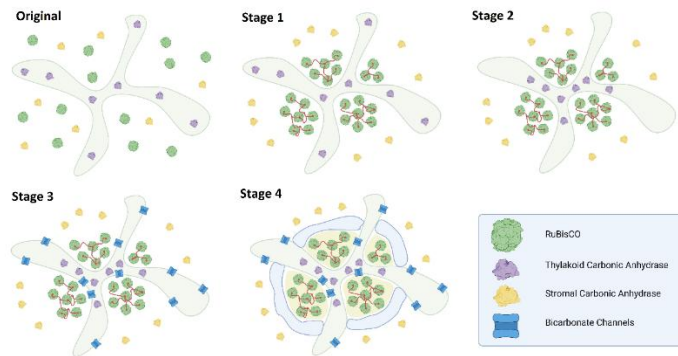 Original
Stage 1
Stage 2
Stage 3
Stage 4
RuBisCO
Thylakoid Carbonic Anhydrase
Stromal Carbonic Anhydrase
Bicarbonate Channels